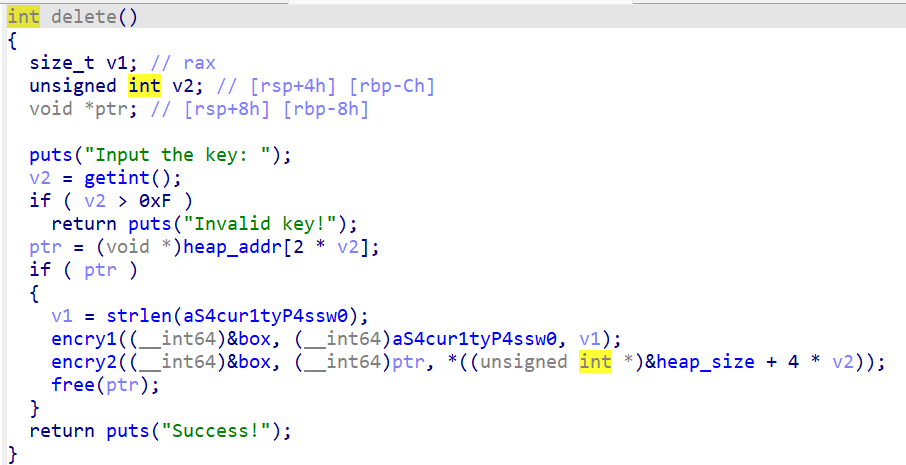 int delete()
{
  size_t v1; // rax
  unsigned int v2; // [rsp+4h] [rbp-Ch]
  void *ptr; // [rsp+8h] [rbp-8h]

  puts("Input the key: ");
  v2 = getint();
  if ( v2 > 0xF )
    return puts("Invalid key!");
  ptr = (void *)heap_addr[2 * v2];
  if ( ptr )
  {
    v1 = strlen(aS4cur1tyP4ssw0);
    encry1((__int64)&box, (__int64)aS4cur1tyP4ssw0, v1);
    encry2((__int64)&box, (__int64)ptr, *((unsigned int *)&heap_size + 4 * v2));
    free(ptr);
  }
  return puts("Success!");
}